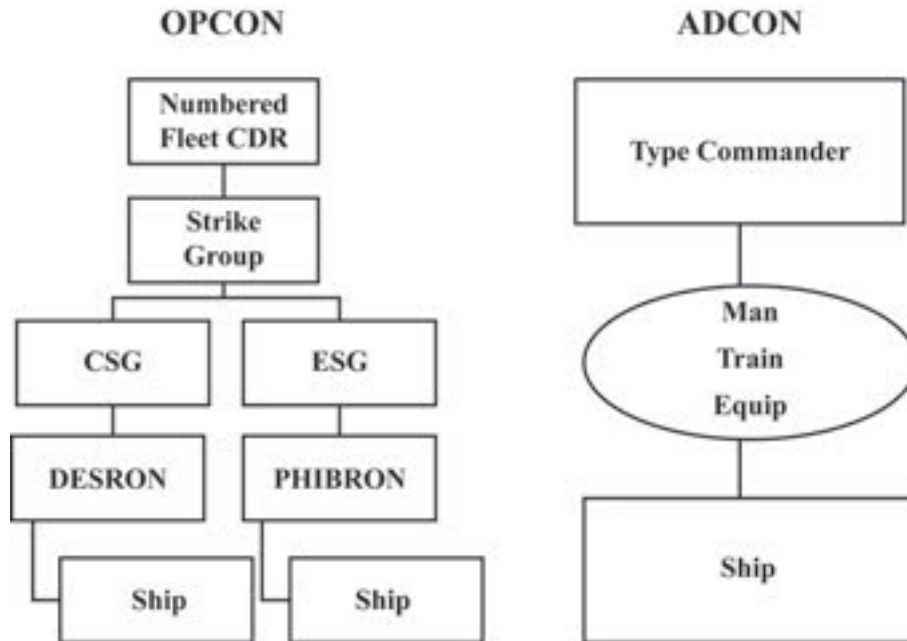 OPCON
Numbered
Fleet CDR
Strike
Group
CSG
ESG
DESRON
PHIBRON
Ship
Ship
ADCON
Type Commander
Man
Train
Equip
Ship